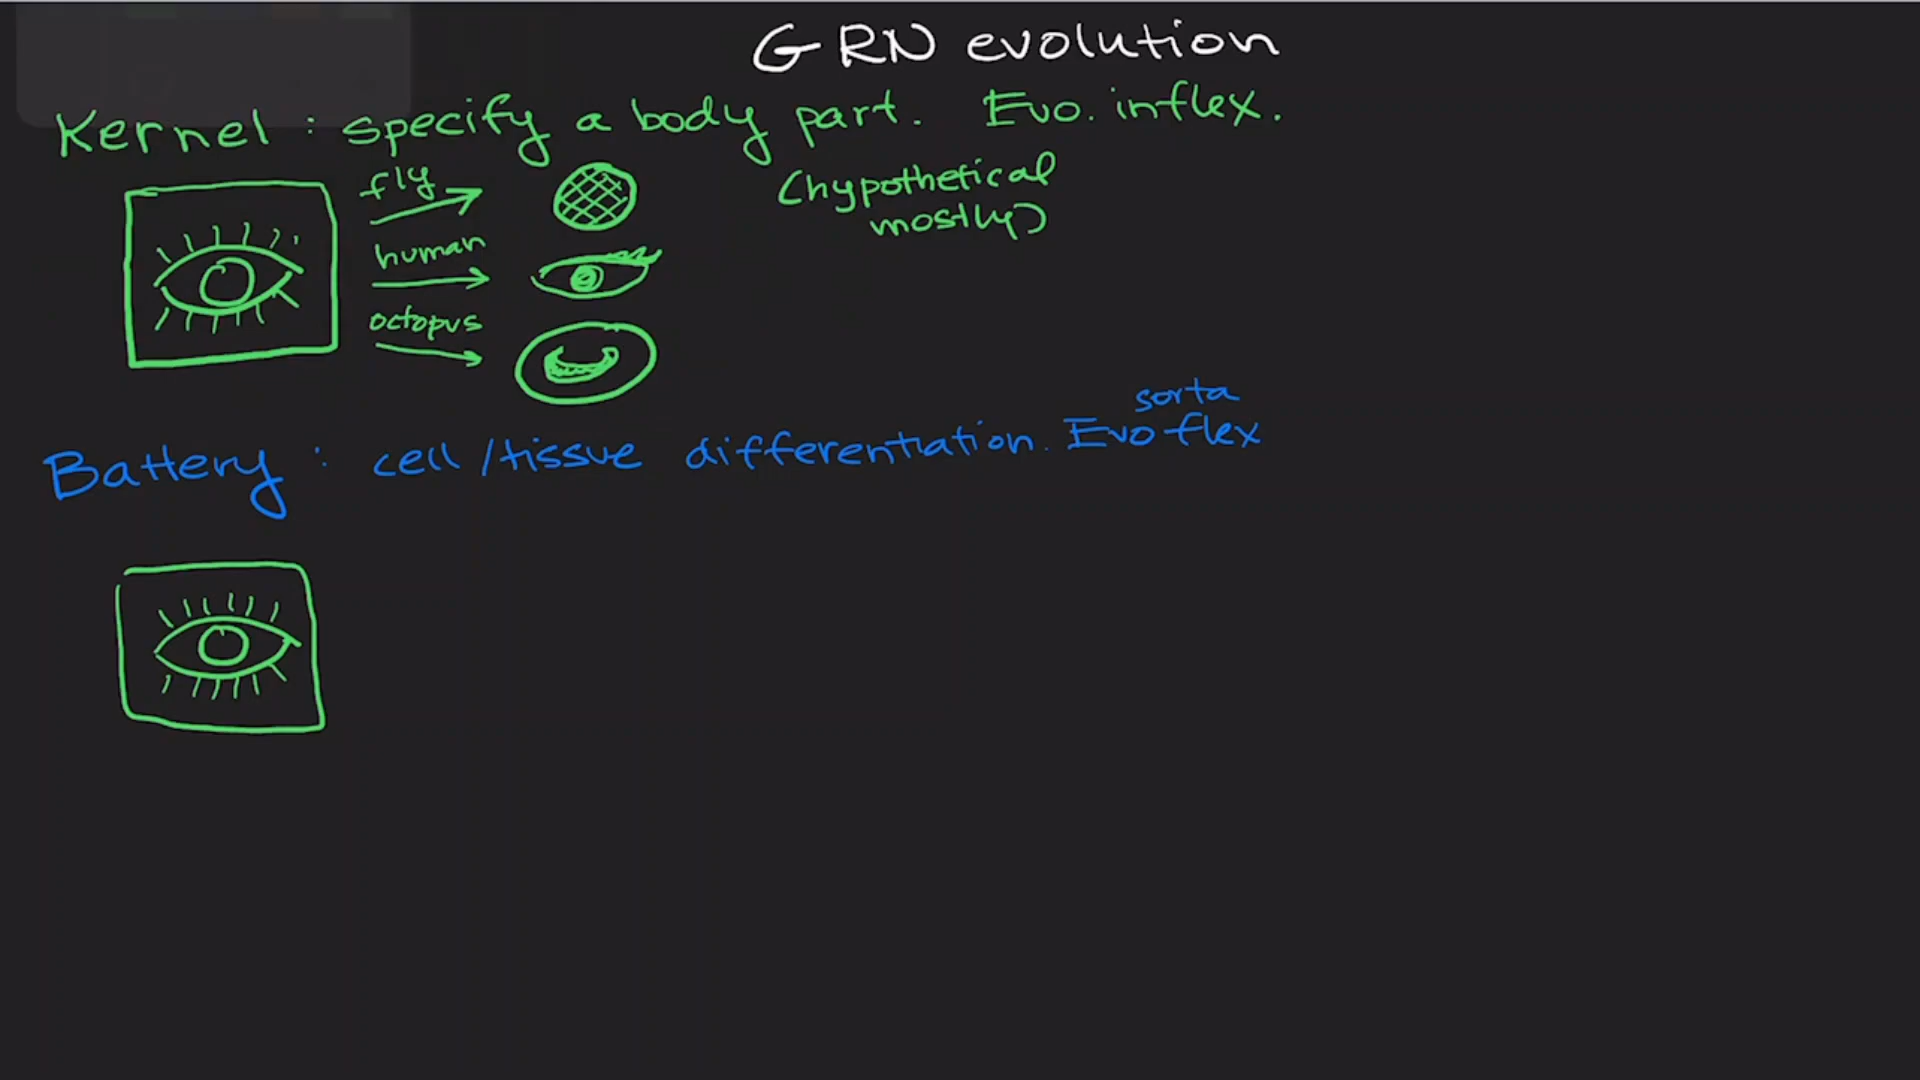 GRN evolution
Kernel : specify a body part. Evo. inflex.
(hypothetical
mostly)
fly
human
octopus
sorta
Battery : cell/tissue differentiation. Evo flex